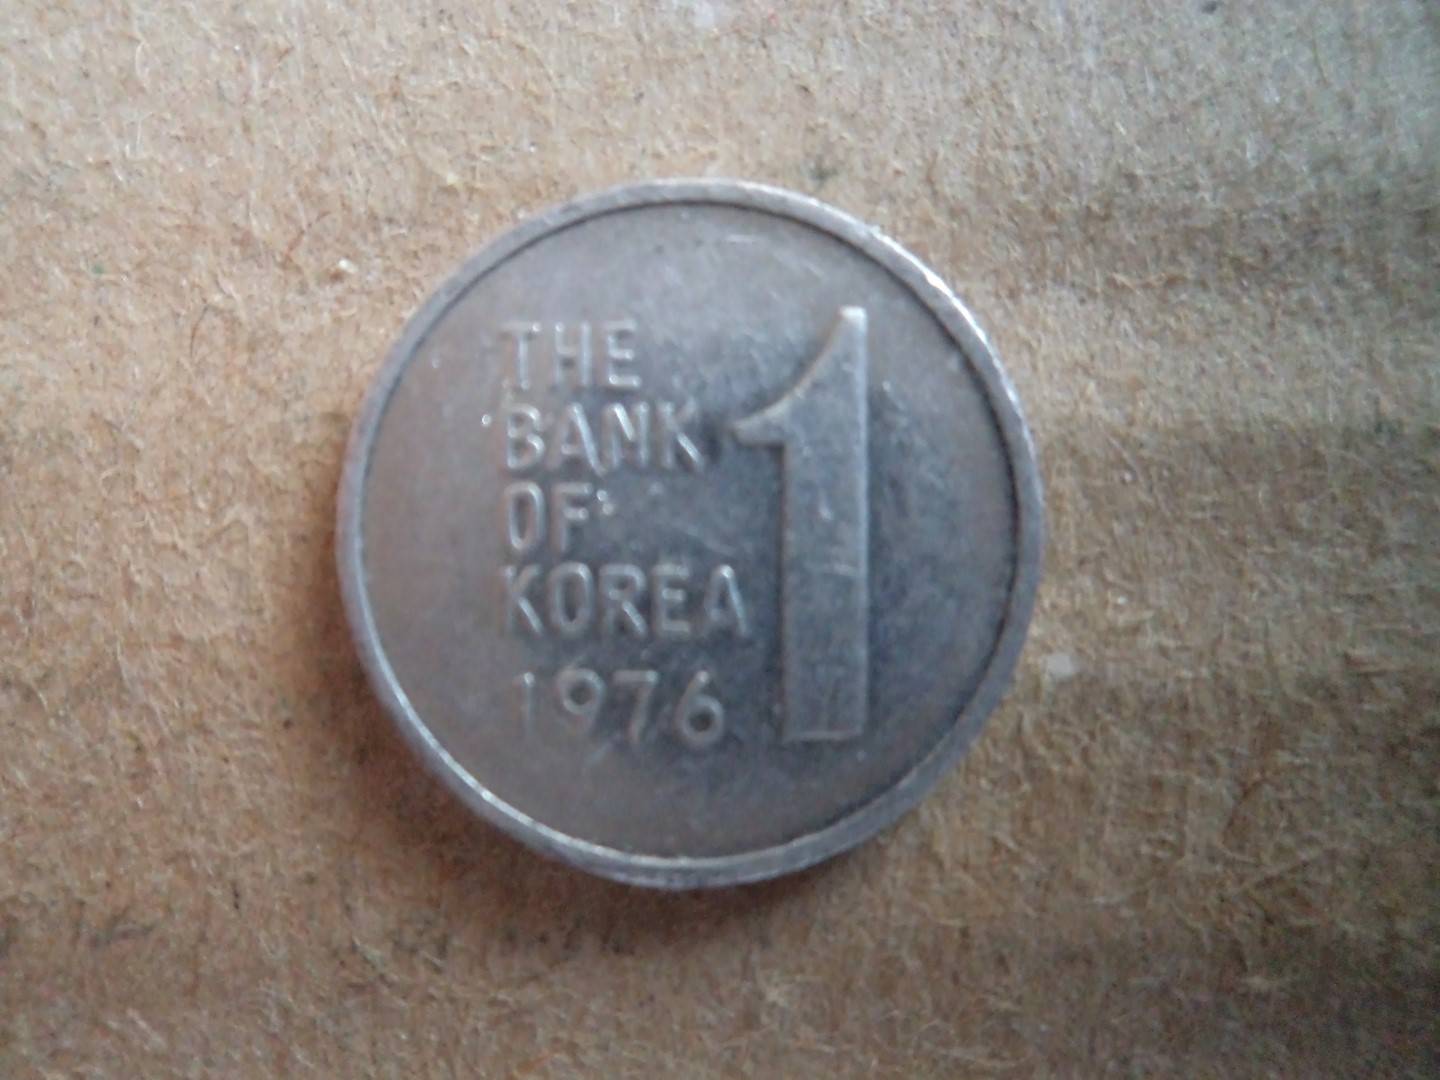 THE
BANK
OF
KOREA
1976
1